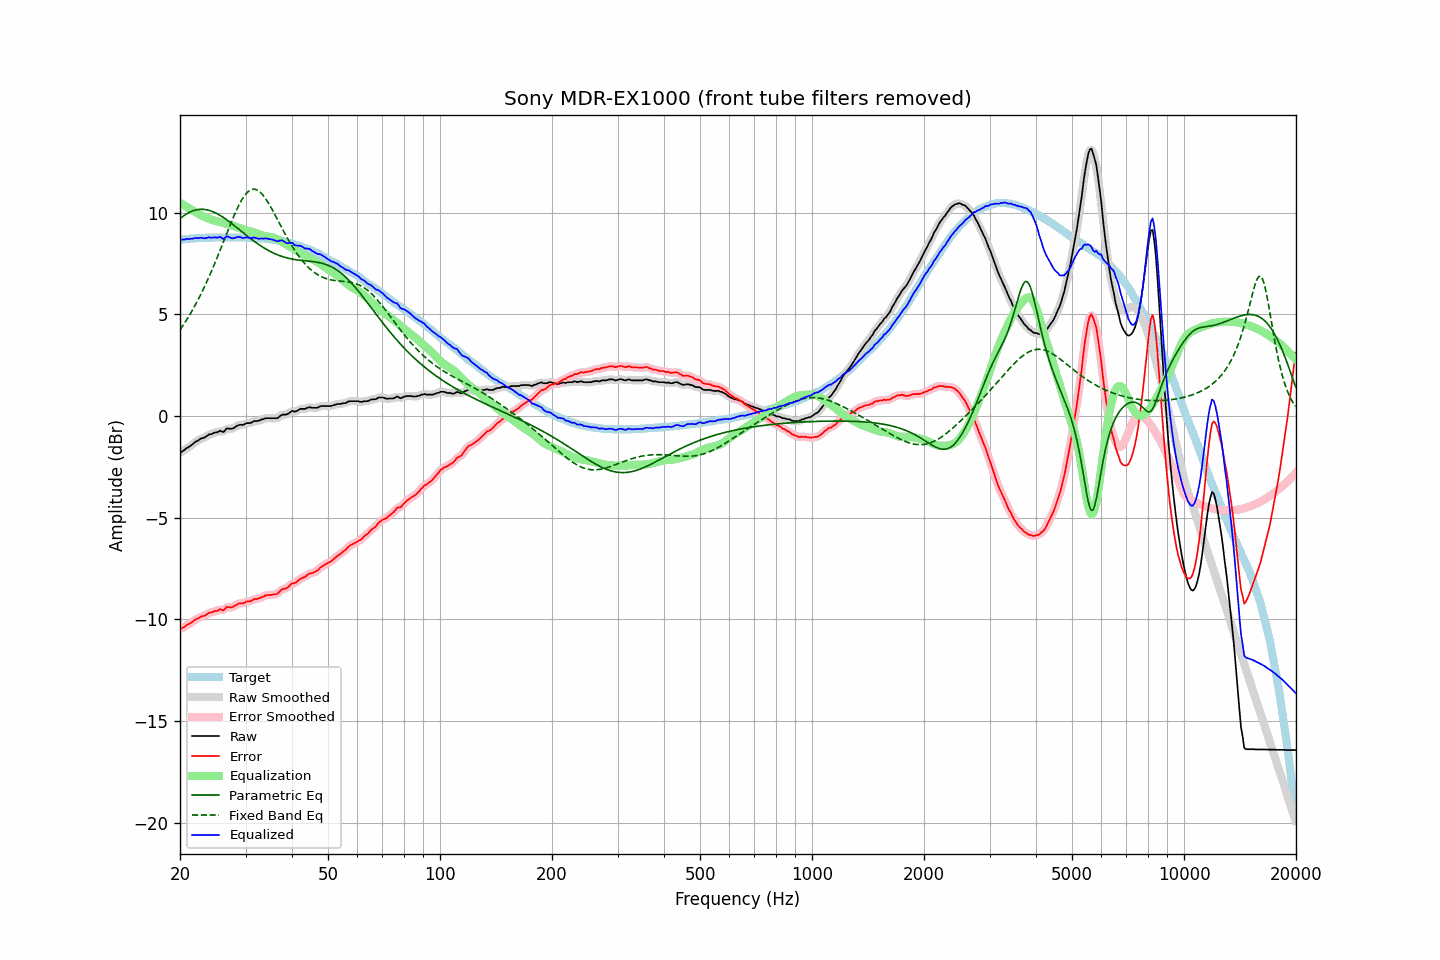 Sony MDR-EX1000 (front tube filters removed)
Amplitude (dBr)
10
5
0
−5
−10
−15
−20
Target
Raw Smoothed
Error Smoothed
Raw
Error
Equalization
Parametric Eq
Fixed Band Eq
Equalized
20 50 100 200 500 1000 2000 5000 10000 20000
Frequency (Hz)